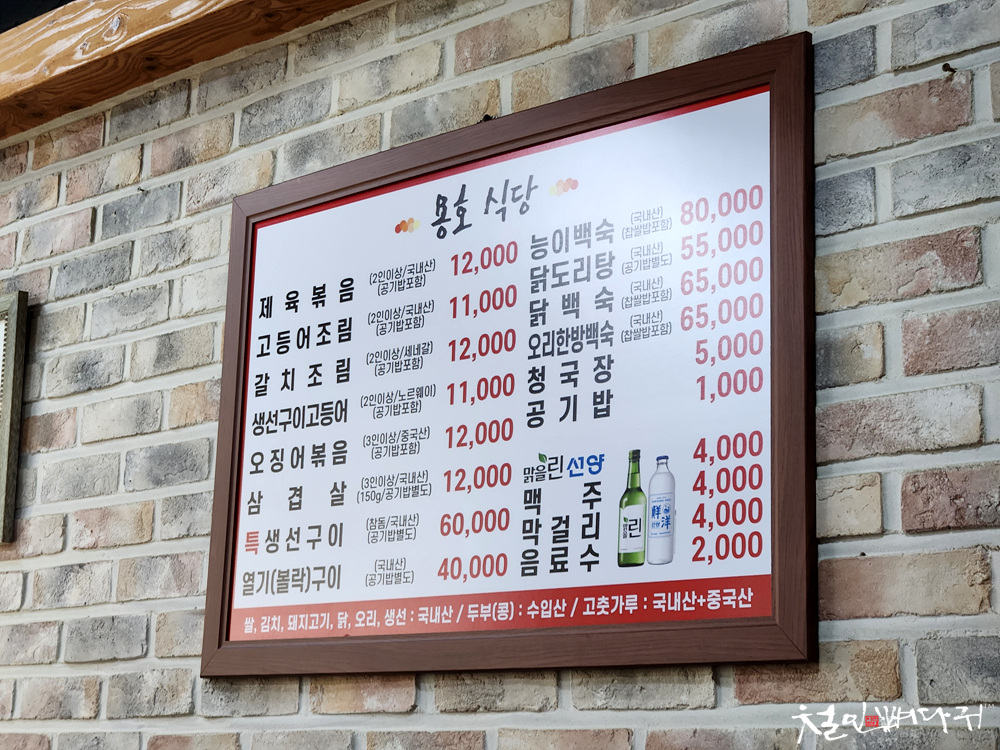 몽호 식당
제육볶음 (2인이상/국내산) (공기밥포함) 12,000
고등어조림 (2인이상/국내산) (공기밥포함) 11,000
갈치조림 (2인이상/세네갈) (공기밥포함) 12,000
생선구이고등어 (2인이상/노르웨이) (공기밥포함) 11,000
오징어볶음 (3인이상/중국산) (공기밥포함) 12,000
삼겹살 (3인이상/국내산) (150g/공기밥별도) 12,000
특생선구이 (참돔/국내산) (공기밥별도) 60,000
열기(볼락)구이 (국내산) (공기밥별도) 40,000
능이백숙 (국내산) (찹쌀밥포함) 80,000
닭도리탕 (국내산) (공기밥별도) 55,000
닭백숙 (국내산) (찹쌀밥포함) 65,000
오리한방백숙 (국내산) (찹쌀밥포함) 65,000
청국장 5,000
공기밥 1,000
맑을린 선양 4,000
맥주 4,000
막걸리 4,000
음료수 2,000
맑을린
鮮洋
쌀, 김치, 돼지고기, 닭, 오리, 생선 : 국내산 / 두부(콩) : 수입산 / 고춧가루 : 국내산+중국산
철인뼈다귀